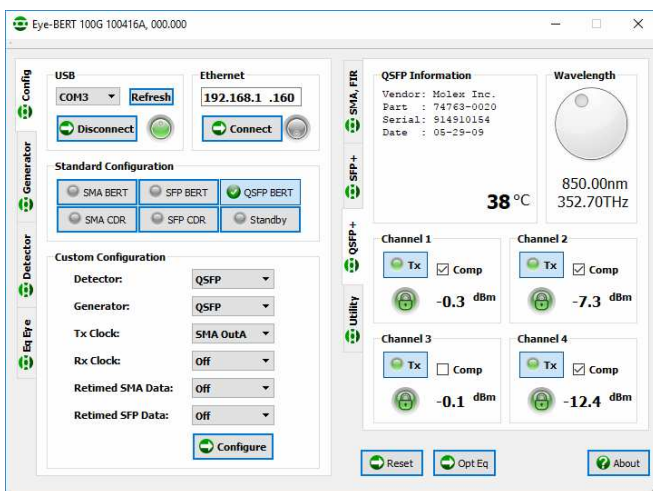 Eye-BERT 100G 100416A, 000.000
Config
Generator
Detector
Eq Eye
USB
COM3
Refresh
Disconnect
Ethernet
192.168.1 .160
Connect
Standard Configuration
SMA BERT
SFP BERT
QSFP BERT
SMA CDR
SFP CDR
Standby
Custom Configuration
Detector: QSFP
Generator: QSFP
Tx Clock: SMA OutA
Rx Clock: Off
Retimed SMA Data: Off
Retimed SFP Data: Off
Configure
SMA, FIR
SFP+
QSFP+
Utility
QSFP Information
Vendor: Molex Inc.
Part : 74763-0020
Serial: 914910154
Date : 05-29-09
38 °C
Wavelength
850.00nm
352.70THz
Channel 1
Tx
Comp
-0.3 dBm
Channel 2
Tx
Comp
-7.3 dBm
Channel 3
Tx
Comp
-0.1 dBm
Channel 4
Tx
Comp
-12.4 dBm
Reset
Opt Eq
About